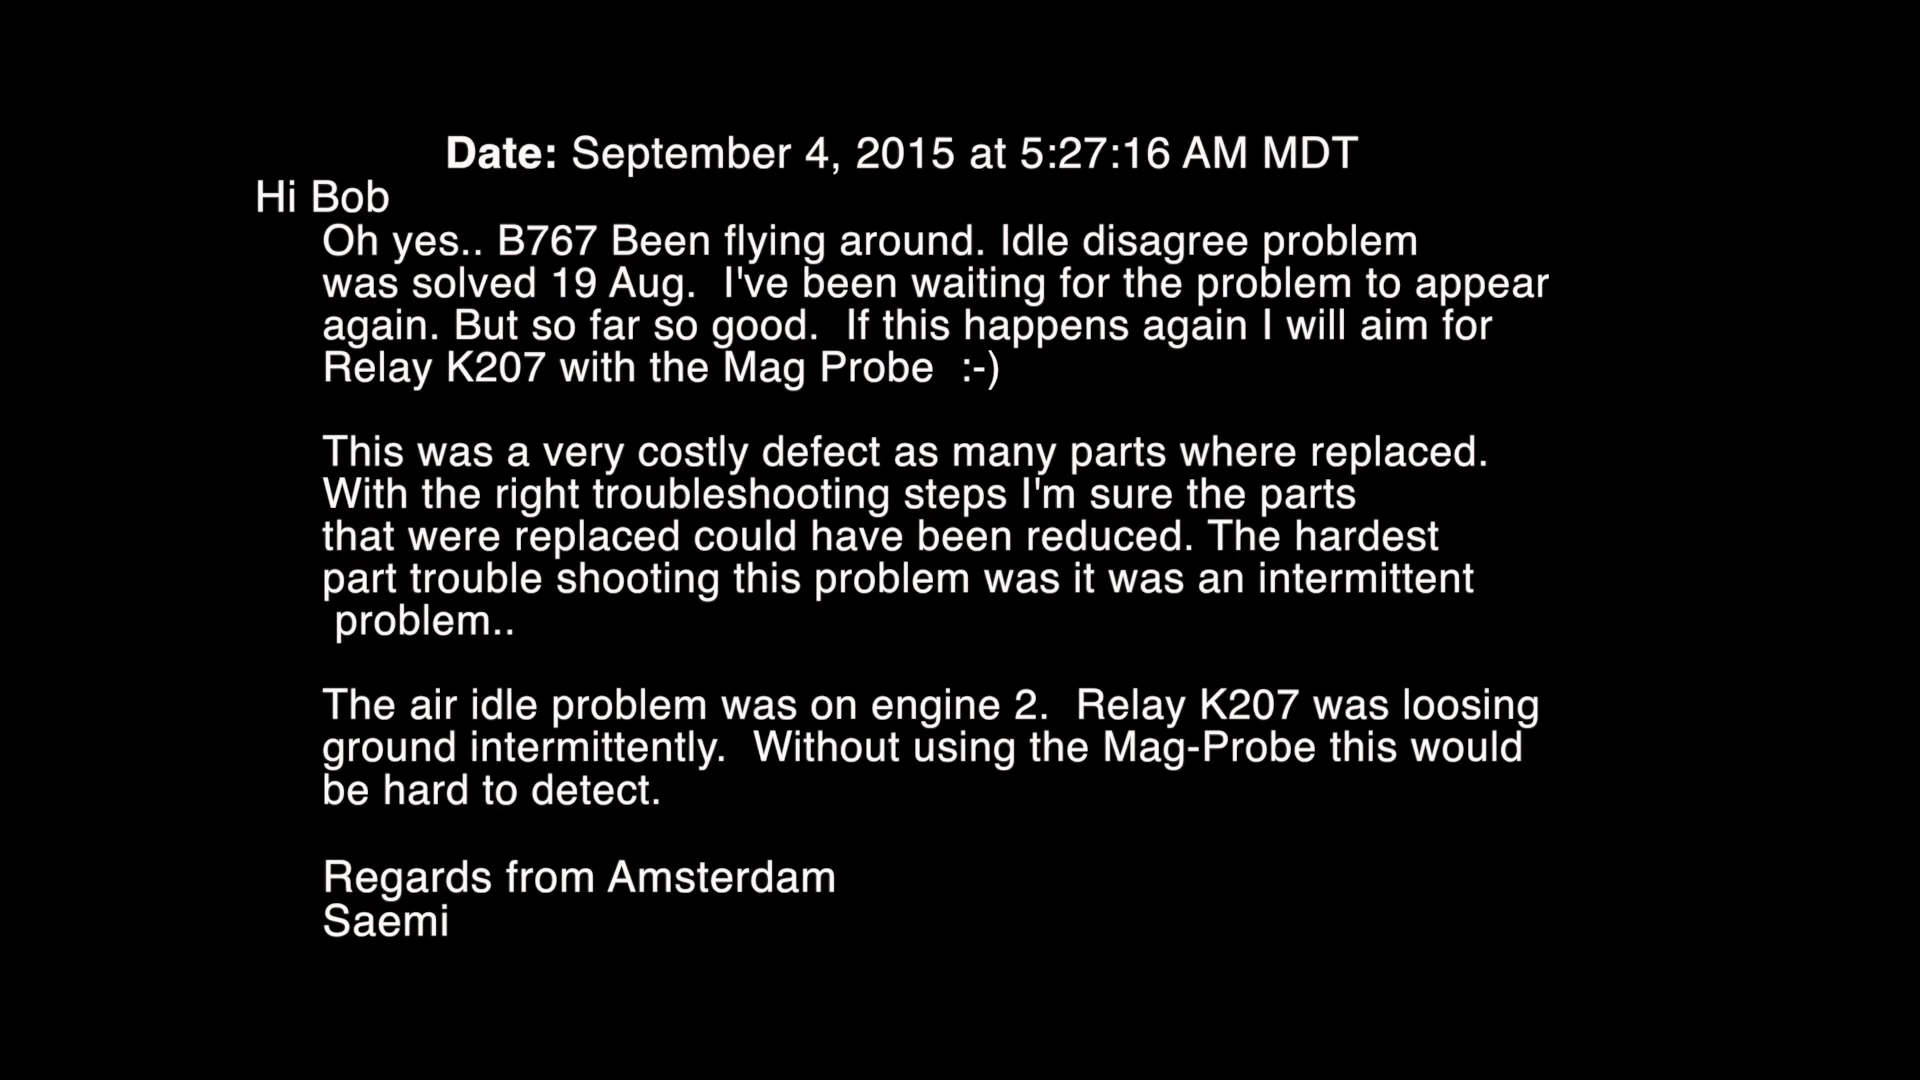 Date: September 4, 2015 at 5:27:16 AM MDT
Hi Bob
Oh yes.. B767 Been flying around. Idle disagree problem
was solved 19 Aug.  I've been waiting for the problem to appear
again. But so far so good.  If this happens again I will aim for
Relay K207 with the Mag Probe  :-)
This was a very costly defect as many parts where replaced.
With the right troubleshooting steps I'm sure the parts
that were replaced could have been reduced. The hardest
part trouble shooting this problem was it was an intermittent
problem..
The air idle problem was on engine 2.  Relay K207 was loosing
ground intermittently.  Without using the Mag-Probe this would
be hard to detect.
Regards from Amsterdam
Saemi